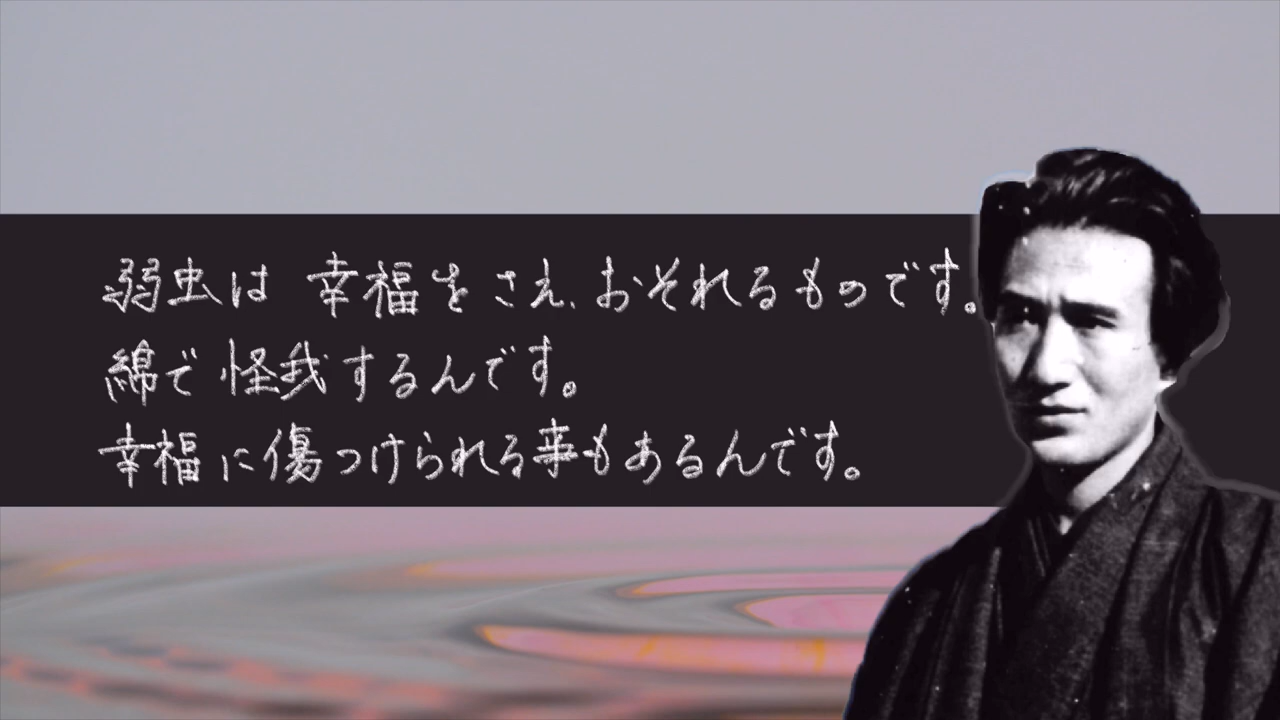 弱虫は幸福をさえ、おそれるものです。
綿で怪我するんです。
幸福に傷つけられる事もあるんです。